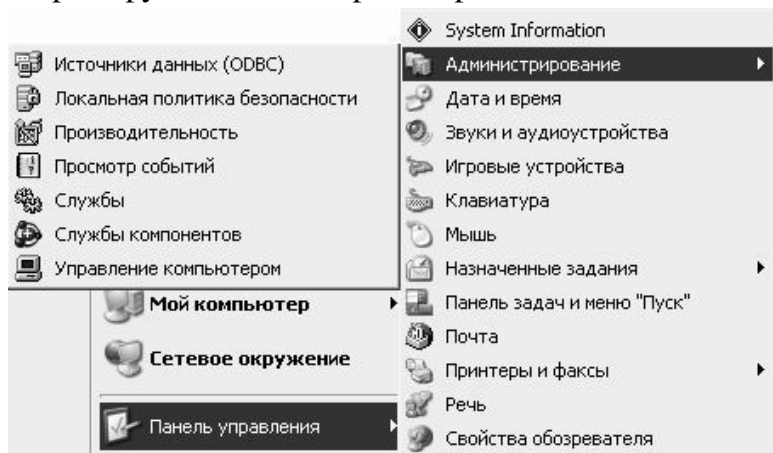 System Information
Администрирование
Дата и время
Звуки и аудиоустройства
Игровые устройства
Клавиатура
Мышь
Назначенные задания
Панель задач и меню "Пуск"
Почта
Принтеры и факсы
Речь
Свойства обозревателя
Источники данных (ODBC)
Локальная политика безопасности
Производительность
Просмотр событий
Службы
Службы компонентов
Управление компьютером
Мой компьютер
Сетевое окружение
Панель управления